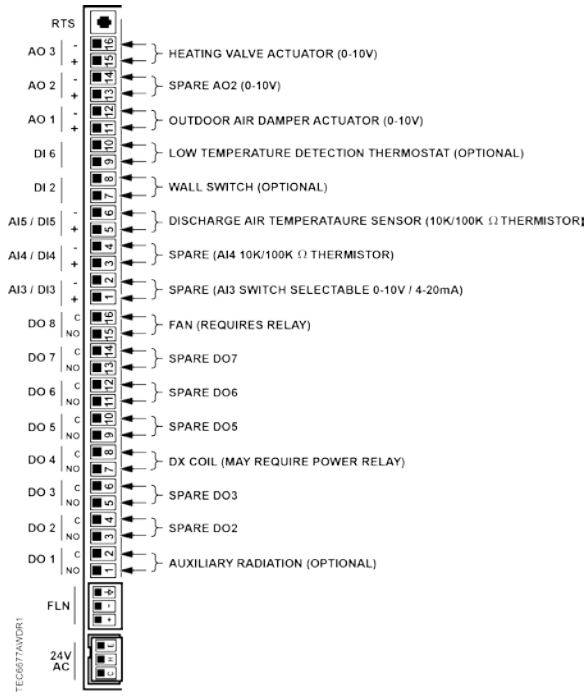 RTS
AO 3 - 16 HEATING VALVE ACTUATOR (0-10V)
+ 15
AO 2 - 14 SPARE AO2 (0-10V)
+ 13
AO 1 - 12 OUTDOOR AIR DAMPER ACTUATOR (0-10V)
+ 11
DI 6 10 LOW TEMPERATURE DETECTION THERMOSTAT (OPTIONAL)
9
DI 2 8 WALL SWITCH (OPTIONAL)
7
AI5 / DI5 - 6 DISCHARGE AIR TEMPERATAURE SENSOR (10K/100K Ω THERMISTOR)
+ 5
AI4 / DI4 - 4 SPARE (AI4 10K/100K Ω THERMISTOR)
+ 3
AI3 / DI3 - 2 SPARE (AI3 SWITCH SELECTABLE 0-10V / 4-20mA)
+ 1
DO 8 C 16 FAN (REQUIRES RELAY)
NO 15
DO 7 C 14 SPARE DO7
NO 13
DO 6 C 12 SPARE DO6
NO 11
DO 5 C 10 SPARE DO5
NO 9
DO 4 C 8 DX COIL (MAY REQUIRE POWER RELAY)
NO 7
DO 3 C 6 SPARE DO3
NO 5
DO 2 C 4 SPARE DO2
NO 3
DO 1 C 2 AUXILIARY RADIATION (OPTIONAL)
NO 1
FLN -
+
24V
AC
E
H
C
TEC6677AWDR1